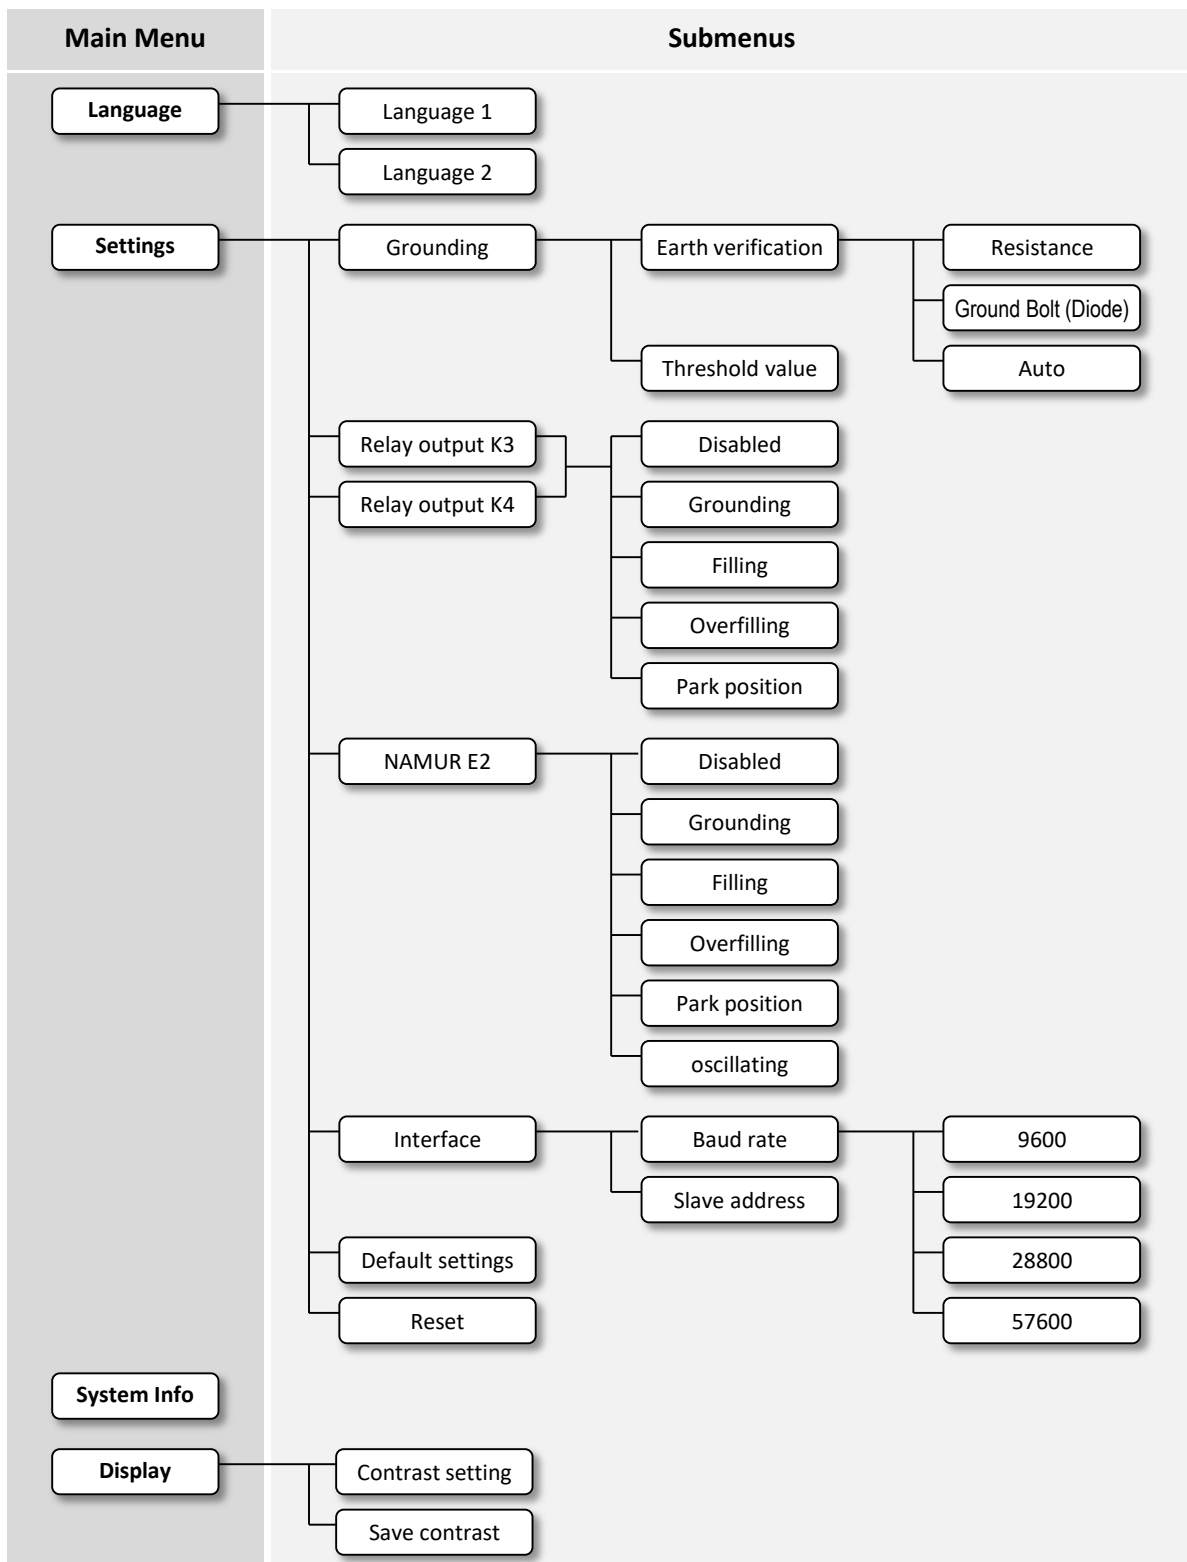 Main Menu
Submenus
Language
Language 1
Language 2
Settings
Grounding
Earth verification
Resistance
Ground Bolt (Diode)
Threshold value
Auto
Relay output K3
Disabled
Relay output K4
Grounding
Filling
Overfilling
Park position
NAMUR E2
Disabled
Grounding
Filling
Overfilling
Park position
oscillating
Interface
Baud rate
9600
Slave address
19200
Default settings
28800
Reset
57600
System Info
Display
Contrast setting
Save contrast